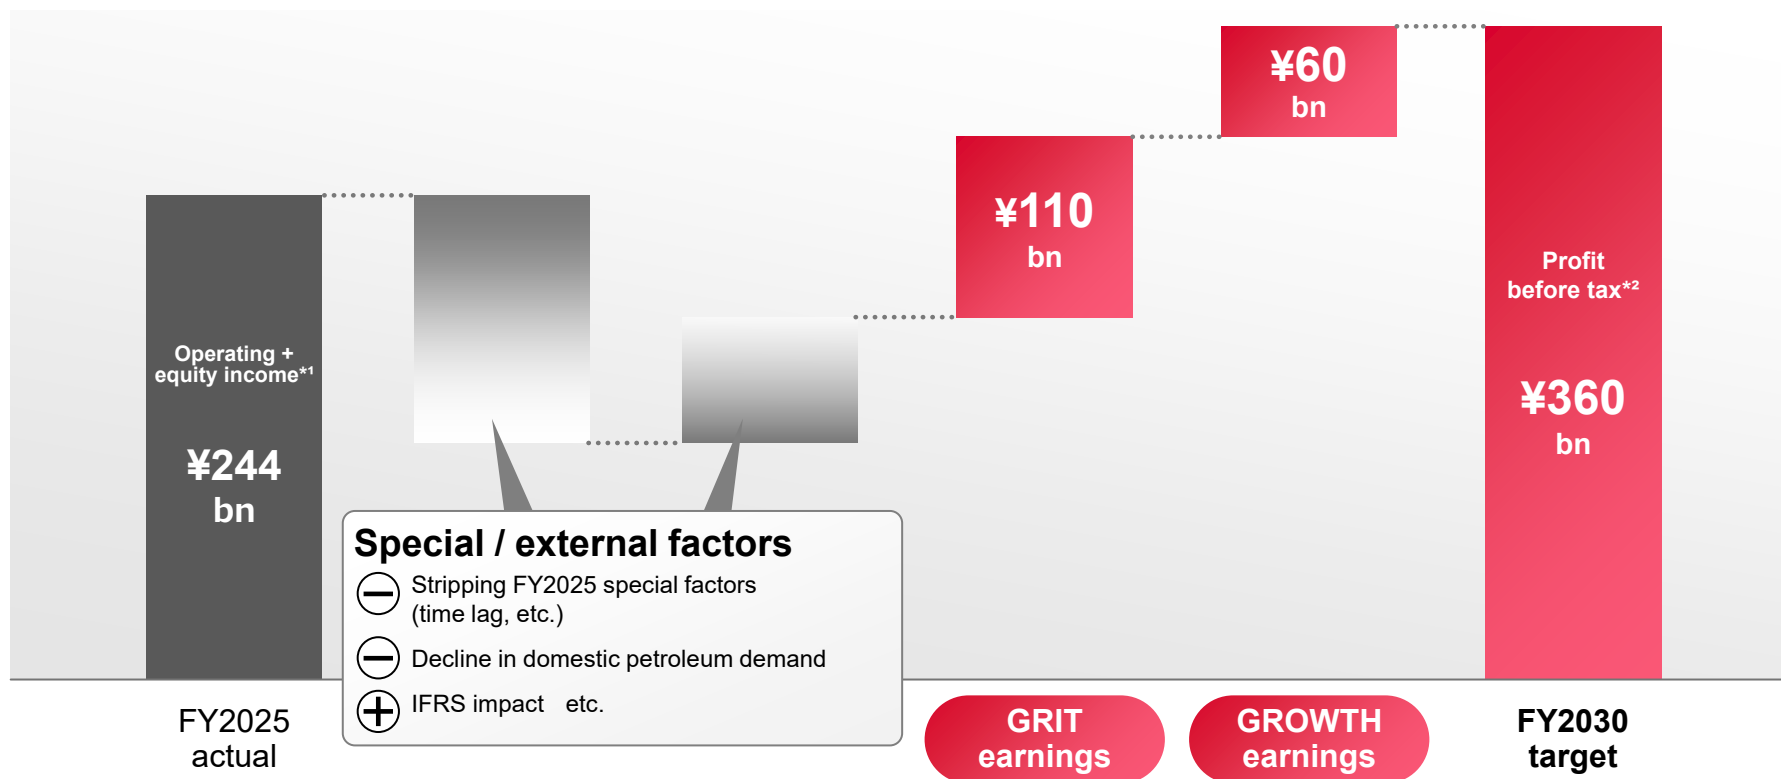 Operating +
equity income*¹
¥244
bn
¥110
bn
¥60
bn
Profit
before tax*²
¥360
bn
Special / external factors
Stripping FY2025 special factors
(time lag, etc.)
Decline in domestic petroleum demand
IFRS impact etc.
FY2025
actual
GRIT
earnings
GROWTH
earnings
FY2030
target